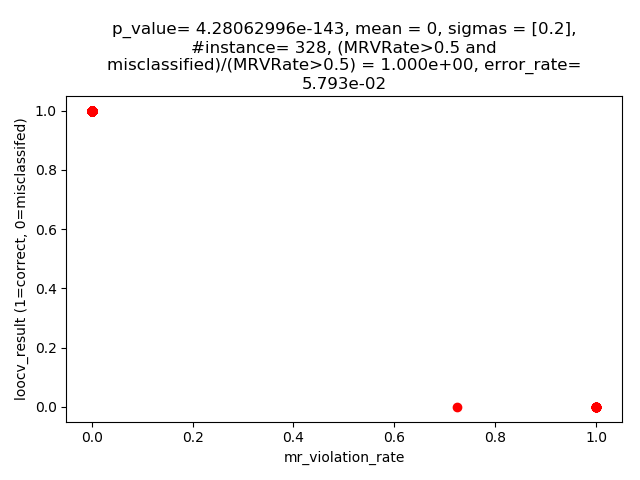 p_value= 4.28062996e-143, mean = 0, sigmas = [0.2],
#instance= 328, (MRVRate>0.5 and
misclassified)/(MRVRate>0.5) = 1.000e+00, error_rate=
5.793e-02
loocv_result (1=correct, 0=misclassifed)
1.0
0.8
0.6
0.4
0.2
0.0
0.0 0.2 0.4 0.6 0.8 1.0
mr_violation_rate